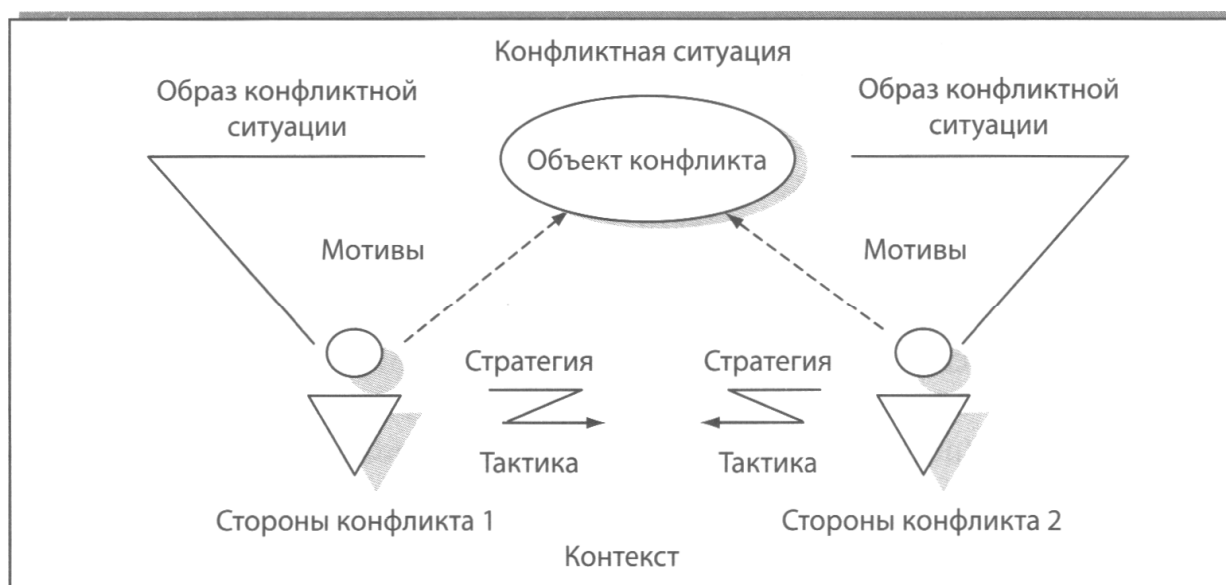 Конфликтная ситуация
Образ конфликтной
ситуации
Образ конфликтной
ситуации
Объект конфликта
Мотивы
Мотивы
Стратегия
Стратегия
Тактика
Тактика
Стороны конфликта 1
Стороны конфликта 2
Контекст